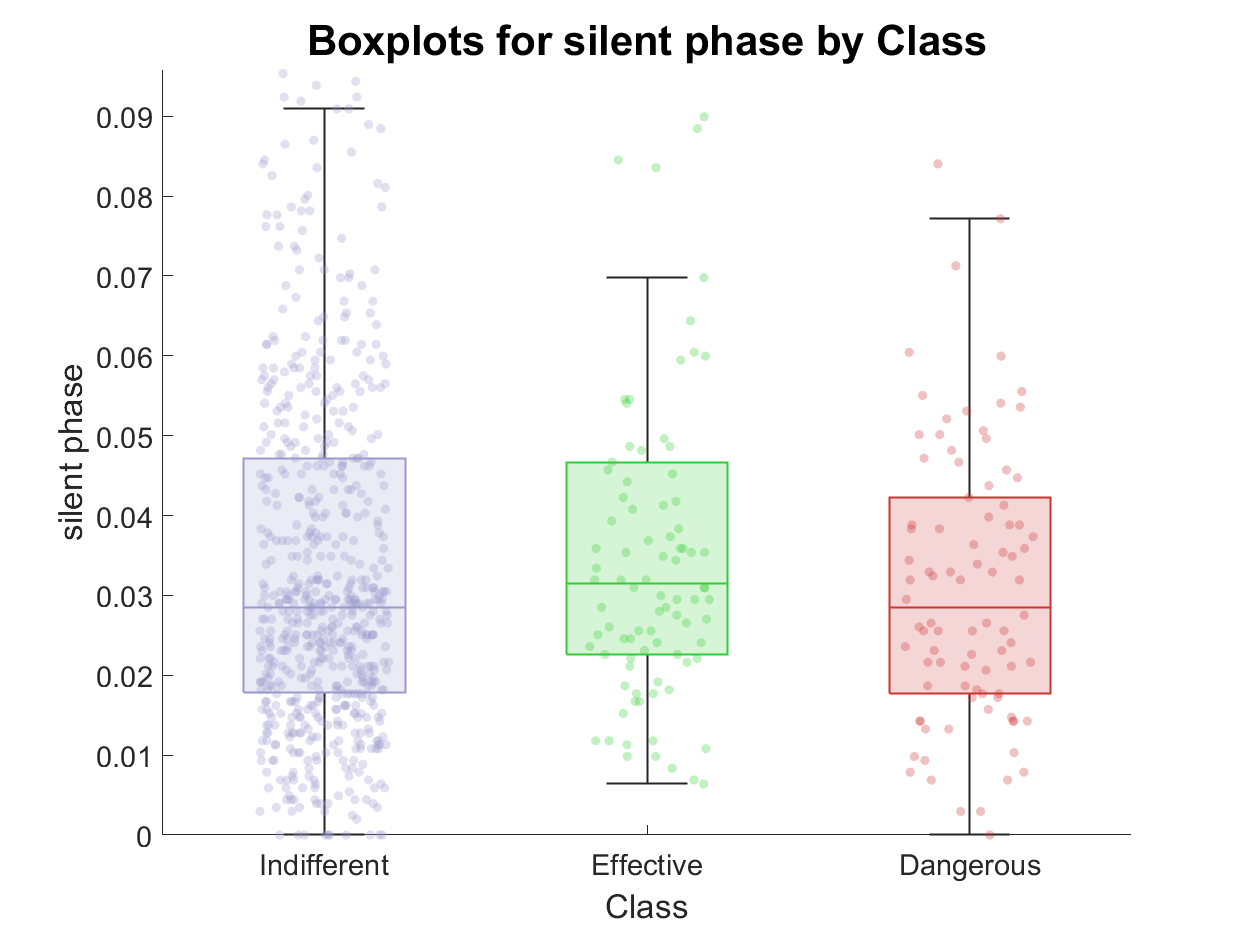 Boxplots for silent phase by Class
0.09
0.08
0.07
0.06
0.05
0.04
0.03
0.02
0.01
0
silent phase
Indifferent
Effective
Dangerous
Class